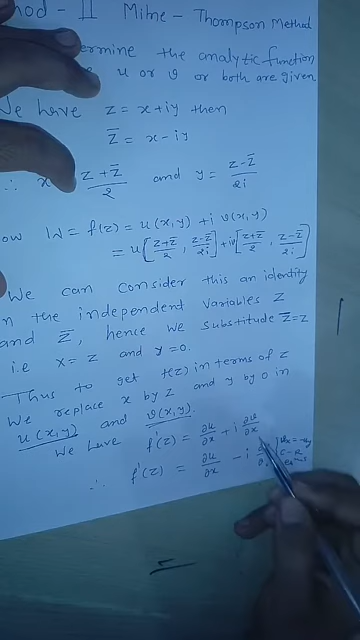 II Milne - Thompson Method
the analytic function
u or v or both are given
We have z = x+iy then
z̄ = x-iy
∴ x z+z̄/2 and y = z-z̄/2i
W = f(z) = u(x,y) + i v(x,y)
= u[z+z̄/2, z-z̄/2i] + iv[z+z̄/2, z-z̄/2i]
We can consider this an identity
in the independent variables z
and z̄, hence we substitute z̄=z
i.e x=z and y=0.
Thus to get f(z) in terms of z
We replace x by z and y by 0 in
u(x,y) and v(x,y).
We have f'(z) = ∂u/∂x + i ∂v/∂x
∴ f'(z) = ∂u/∂x - i
C-R